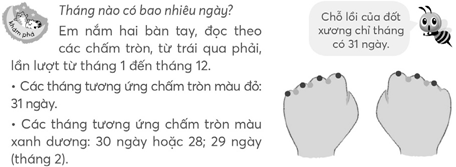 Khám phá
Tháng nào có bao nhiêu ngày?
Em nắm hai bàn tay, đọc theo
các chấm tròn, từ trái qua phải,
lần lượt từ tháng 1 đến tháng 12.
• Các tháng tương ứng chấm tròn màu đỏ:
31 ngày.
• Các tháng tương ứng chấm tròn màu
xanh dương: 30 ngày hoặc 28; 29 ngày
(tháng 2).
Chỗ lồi của đốt
xương chỉ tháng
có 31 ngày.